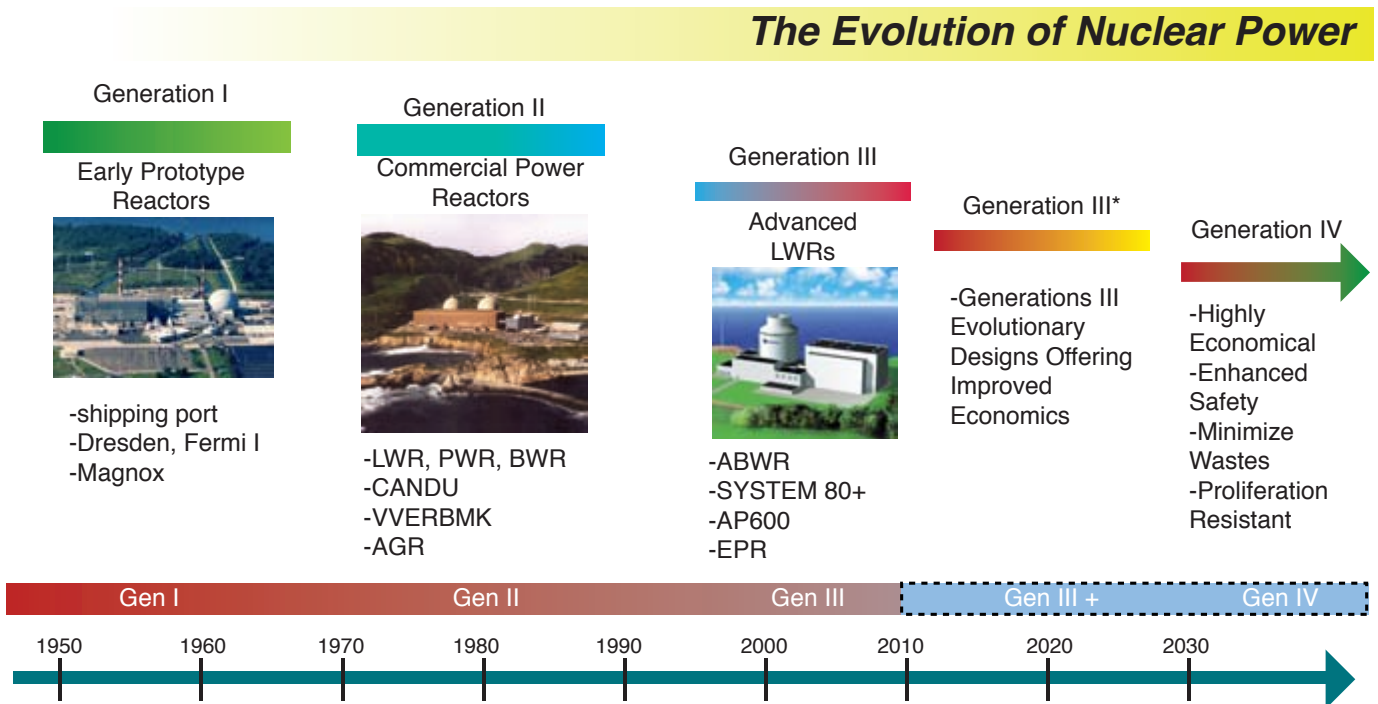 The Evolution of Nuclear Power
Generation I
Early Prototype
Reactors
-shipping port
-Dresden, Fermi I
-Magnox
Generation II
Commercial Power
Reactors
-LWR, PWR, BWR
-CANDU
-VVERBMK
-AGR
Generation III
Advanced
LWRs
-ABWR
-SYSTEM 80+
-AP600
-EPR
Generation III*
-Generations III
Evolutionary
Designs Offering
Improved
Economics
Generation IV
-Highly
Economical
-Enhanced
Safety
-Minimize
Wastes
-Proliferation
Resistant
Gen I Gen II Gen III Gen III + Gen IV
1950 1960 1970 1980 1990 2000 2010 2020 2030